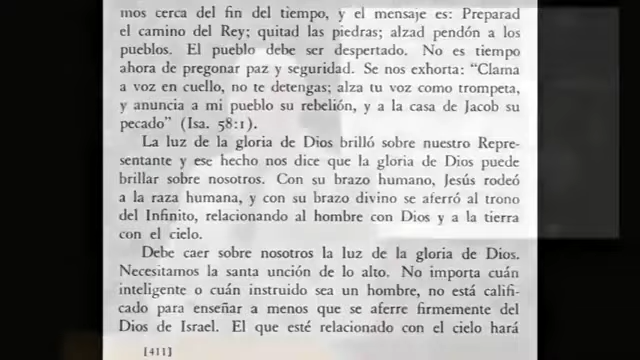 mos cerca del fin del tiempo, y el mensaje es: Preparad
el camino del Rey; quitad las piedras; alzad pendón a los
pueblos. El pueblo debe ser despertado. No es tiempo
ahora de pregonar paz y seguridad. Se nos exhorta: “Clama
a voz en cuello, no te detengas; alza tu voz como trompeta,
y anuncia a mi pueblo su rebelión, y a la casa de Jacob su
pecado” (Isa. 58:1).
La luz de la gloria de Dios brilló sobre nuestro Repre-
sentante y ese hecho nos dice que la gloria de Dios puede
brillar sobre nosotros. Con su brazo humano, Jesús rodeó
a la raza humana, y con su brazo divino se aferró al trono
del Infinito, relacionando al hombre con Dios y a la tierra
con el cielo.
Debe caer sobre nosotros la luz de la gloria de Dios.
Necesitamos la santa unción de lo alto. No importa cuán
inteligente o cuán instruido sea un hombre, no está califi-
cado para enseñar a menos que se aferre firmemente del
Dios de Israel. El que esté relacionado con el cielo hará
[411]